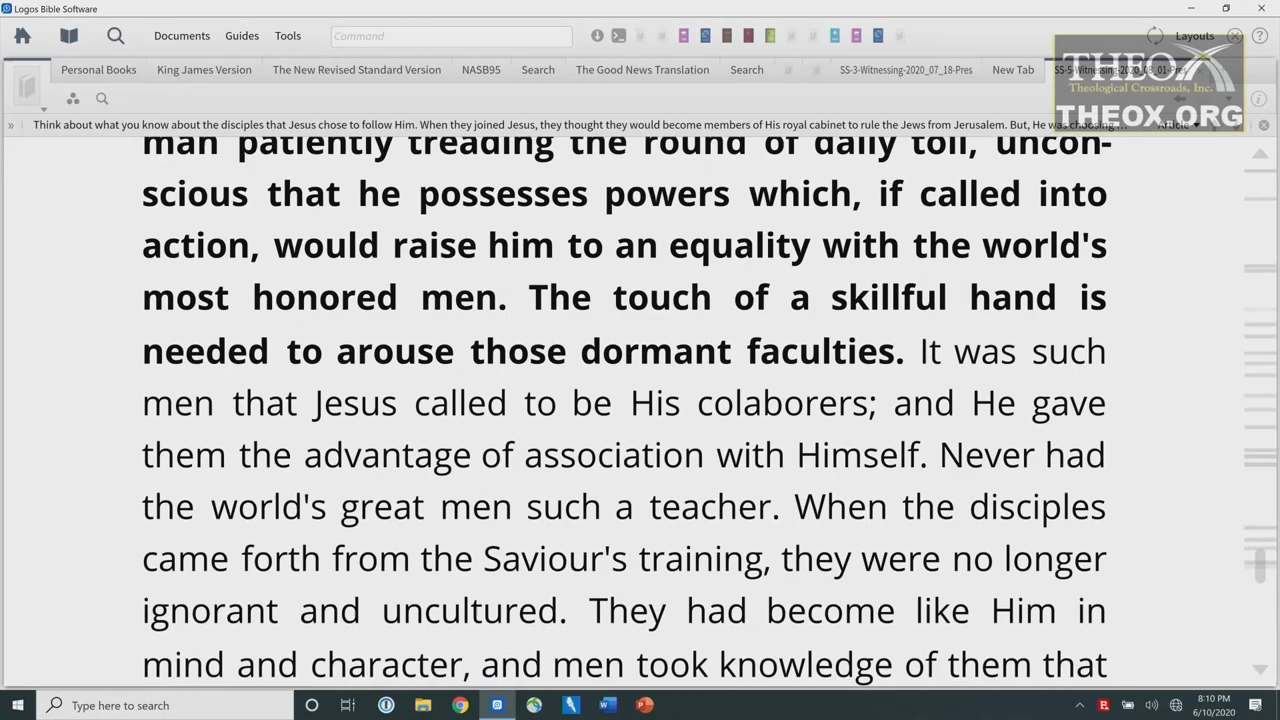 Logos Bible Software
Documents Guides Tools Command Layouts
THEOX
Theological Crossroads, Inc.
THEOX.ORG
Personal Books King James Version Search The Good News Translation Search SS-3-Witnessing-2020_07_18-Pres New Tab SS-5-Witnessing-2020_08_01-Pres
Think about what you know about the disciples that Jesus chose to follow Him. When they joined Jesus, they thought they would become members of His royal cabinet to rule the Jews from Jerusalem. But, He was choosing ... Article
man patiently treading the round of daily toil, uncon-
scious that he possesses powers which, if called into
action, would raise him to an equality with the world's
most honored men. The touch of a skillful hand is
needed to arouse those dormant faculties. It was such
men that Jesus called to be His colaborers; and He gave
them the advantage of association with Himself. Never had
the world's great men such a teacher. When the disciples
came forth from the Saviour's training, they were no longer
ignorant and uncultured. They had become like Him in
mind and character, and men took knowledge of them that
Type here to search
8:10 PM
6/10/2020